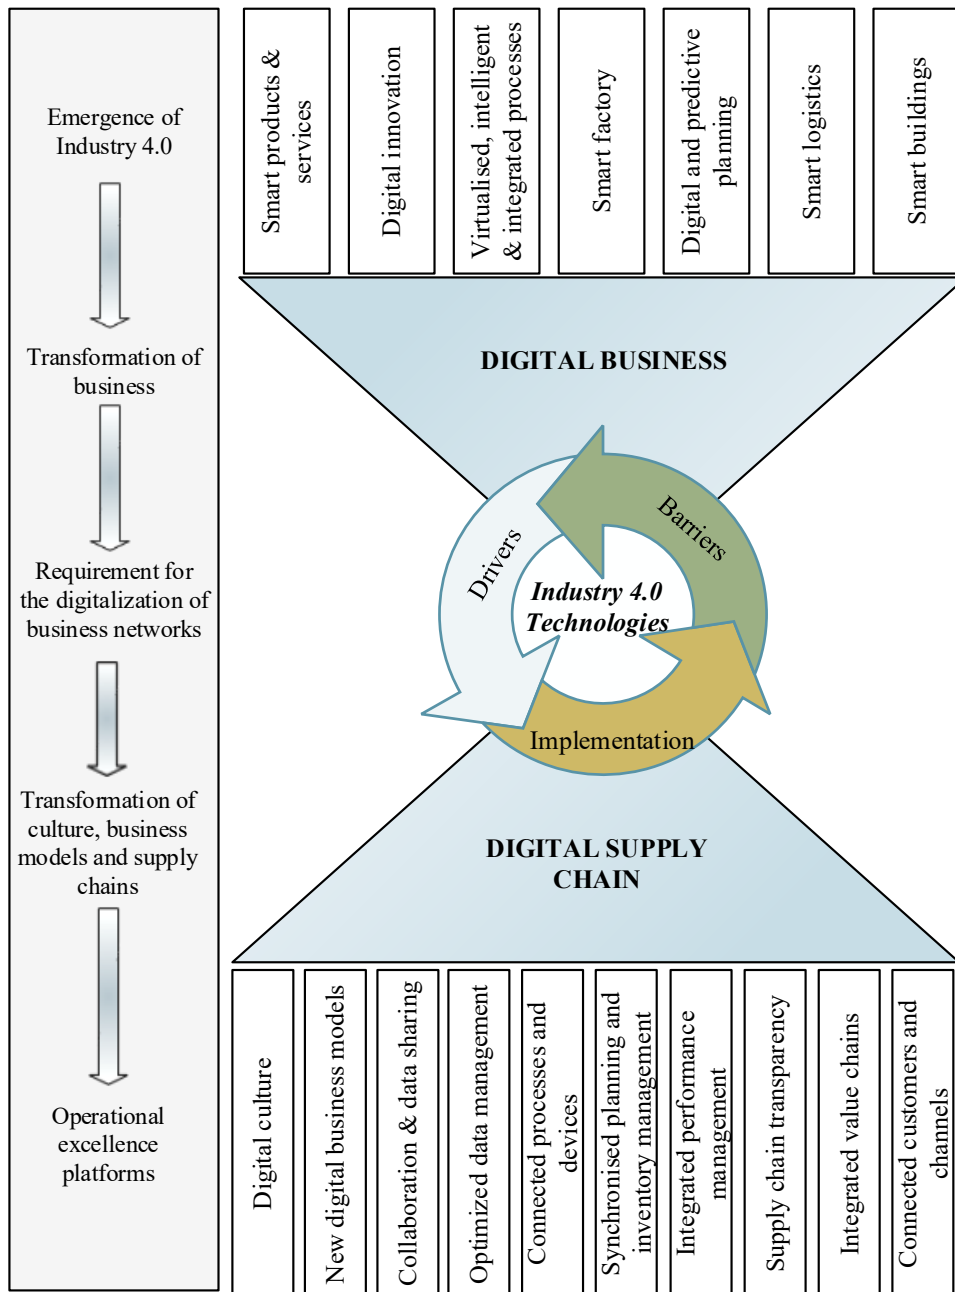 Emergence of
Industry 4.0
Transformation of
business
Requirement for
the digitalization of
business networks
Transformation of
culture, business
models and supply
chains
Operational
excellence
platforms
Smart products &
services
Digital innovation
Virtualised, intelligent
& integrated processes
Smart factory
Digital and predictive
planning
Smart logistics
Smart buildings
DIGITAL BUSINESS
Drivers
Barriers
Industry 4.0
Technologies
Implementation
DIGITAL SUPPLY
CHAIN
Digital culture
New digital business models
Collaboration & data sharing
Optimized data management
Connected processes and
devices
Synchronised planning and
inventory management
Integrated performance
management
Supply chain transparency
Integrated value chains
Connected customers and
channels